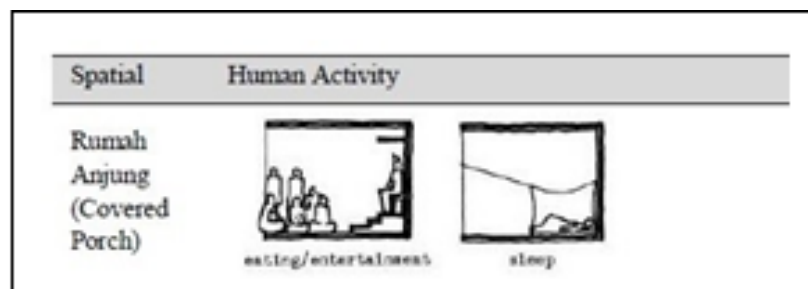 Spatial Human Activity
Rumah
Anjung
(Covered
Porch)
eating/entertainment sleep